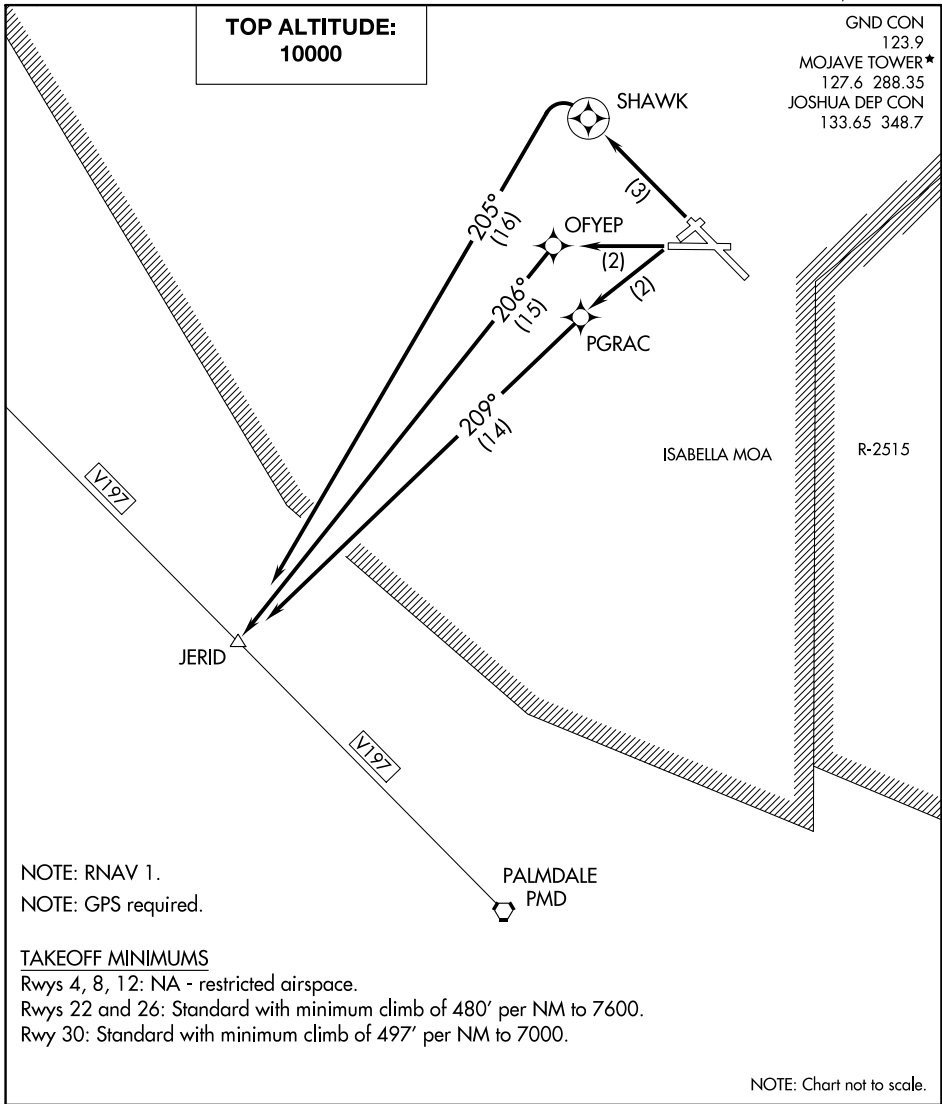 TOP ALTITUDE:
10000
GND CON
123.9
MOJAVE TOWER★
127.6 288.35
JOSHUA DEP CON
133.65 348.7
SHAWK
(3)
205°
(16)
OFYEP
(2)
206°
(15)
(2)
PGRAC
209°
(14)
ISABELLA MOA
R-2515
V197
JERID
V197
PALMDALE
PMD
NOTE: RNAV 1.
NOTE: GPS required.
TAKEOFF MINIMUMS
Rwys 4, 8, 12: NA - restricted airspace.
Rwys 22 and 26: Standard with minimum climb of 480' per NM to 7600.
Rwy 30: Standard with minimum climb of 497' per NM to 7000.
NOTE: Chart not to scale.